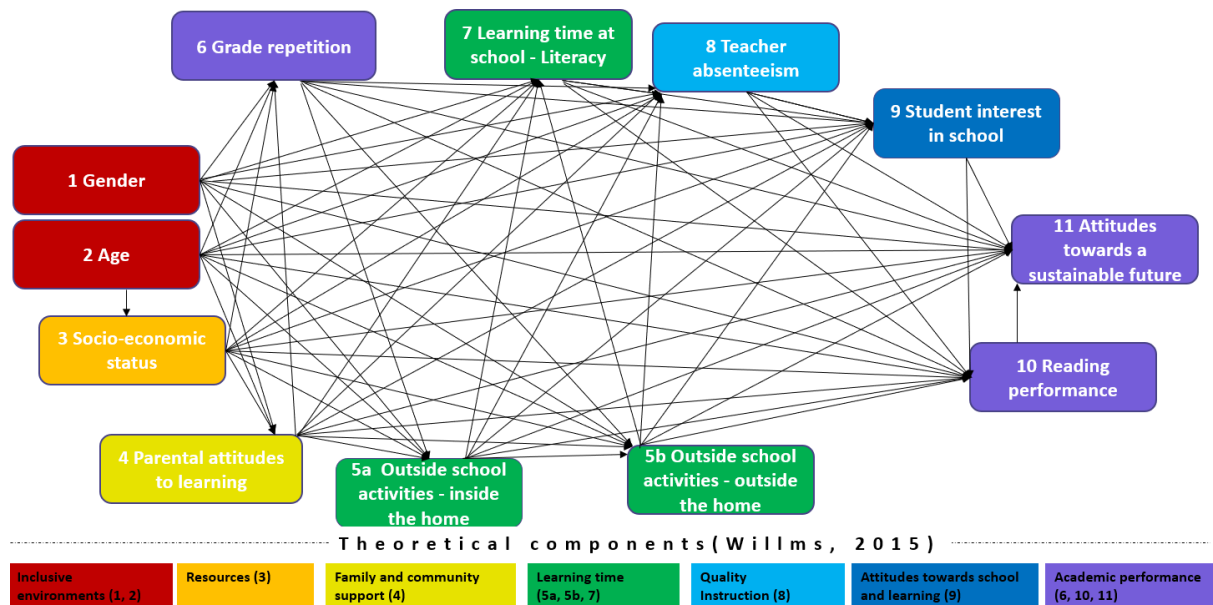 6 Grade repetition
7 Learning time at
school - Literacy
8 Teacher
absenteeism
9 Student interest
in school
1 Gender
2 Age
11 Attitudes
towards a
sustainable future
3 Socio-economic
status
10 Reading
performance
4 Parental attitudes
to learning
5a  Outside school
activities - inside
the home
5b Outside school
activities - outside
the home
Theoretical components(Willms, 2015)
Inclusive
environments (1, 2)
Resources (3)
Family and community
support (4)
Learning time
(5a, 5b, 7)
Quality
Instruction (8)
Attitudes towards school
and learning (9)
Academic performance
(6, 10, 11)